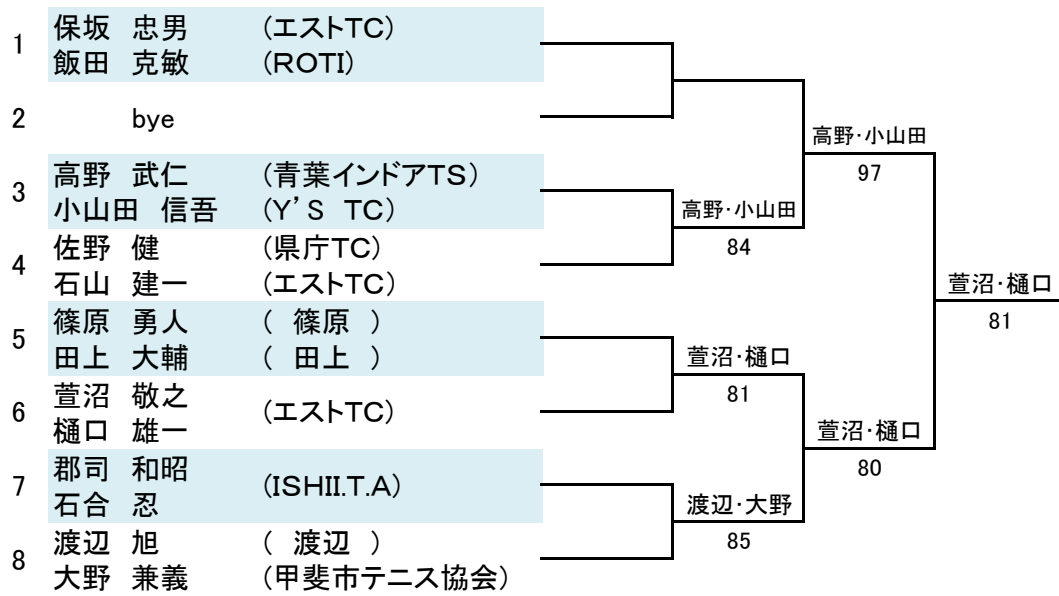 1
保坂 忠男 (エストTC)
飯田 克敏 (ROTI)
2 bye
3
高野 武仁 (青葉インドアTS)
小山田 信吾 (Y'S TC)
4
佐野 健 (県庁TC)
石山 建一 (エストTC)
5
篠原 勇人 ( 篠原 )
田上 大輔 ( 田上 )
6
萱沼 敬之
樋口 雄一
(エストTC)
7
郡司 和昭
石合 忍
(ISHII.T.A)
8
渡辺 旭 ( 渡辺 )
大野 兼義 (甲斐市テニス協会)
高野・小山田
84
萱沼・樋口
81
渡辺・大野
85
高野・小山田
97
萱沼・樋口
80
萱沼・樋口
81